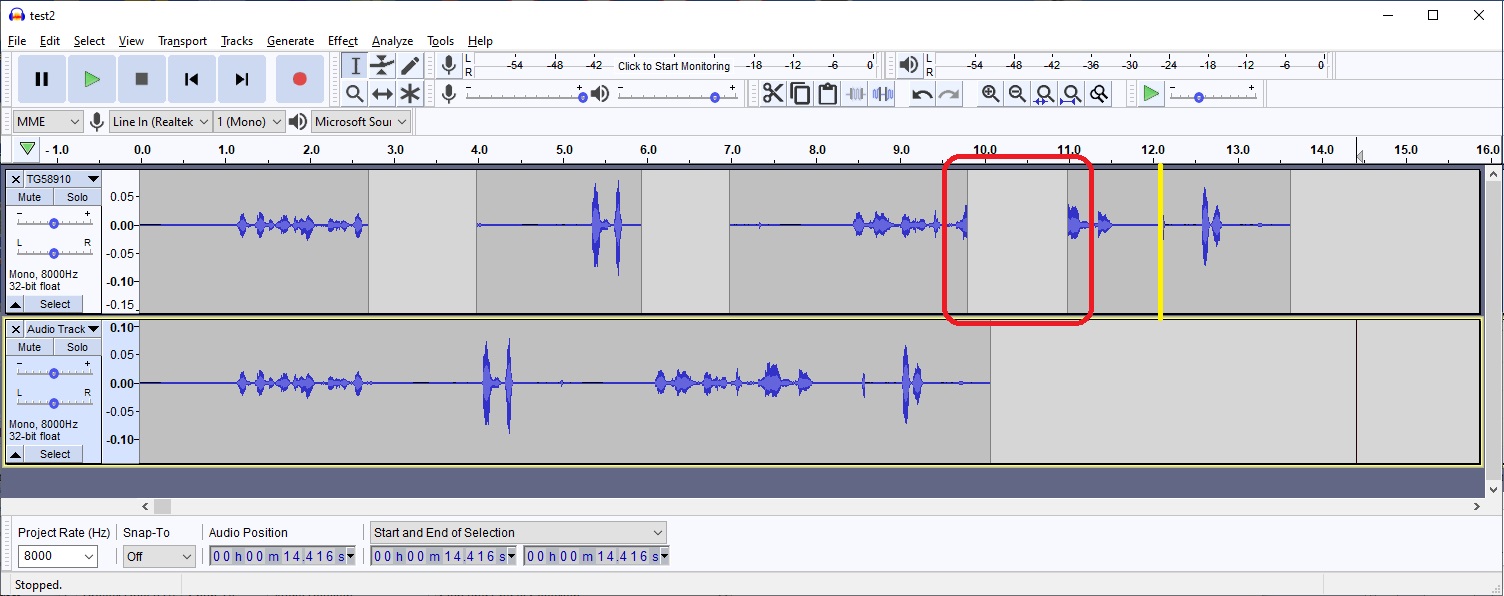 test2
File Edit Select View Transport Tracks Generate Effect Analyze Tools Help
L R -54 -48 -42 Click to Start Monitoring -18 -12 -6 0 L R -54 -48 -42 -36 -30 -24 -18 -12 -6 0
- + - + - +
MME Line In (Realtek 1 (Mono) Microsoft Sou
- 1.0 0.0 1.0 2.0 3.0 4.0 5.0 6.0 7.0 8.0 9.0 10.0 11.0 12.0 13.0 14.0 15.0 16.0
TG58910
Mute Solo
- +
L R
Mono, 8000Hz
32-bit float
Select
0.05
0.00
-0.05
-0.10
-0.15
Audio Track
Mute Solo
- +
L R
Mono, 8000Hz
32-bit float
Select
0.10
0.05
0.00
-0.05
-0.10
Project Rate (Hz) Snap-To Audio Position Start and End of Selection
8000 Off 00 h 00 m 14.416 s 00 h 00 m 14.416 s 00 h 00 m 14.416 s
Stopped.